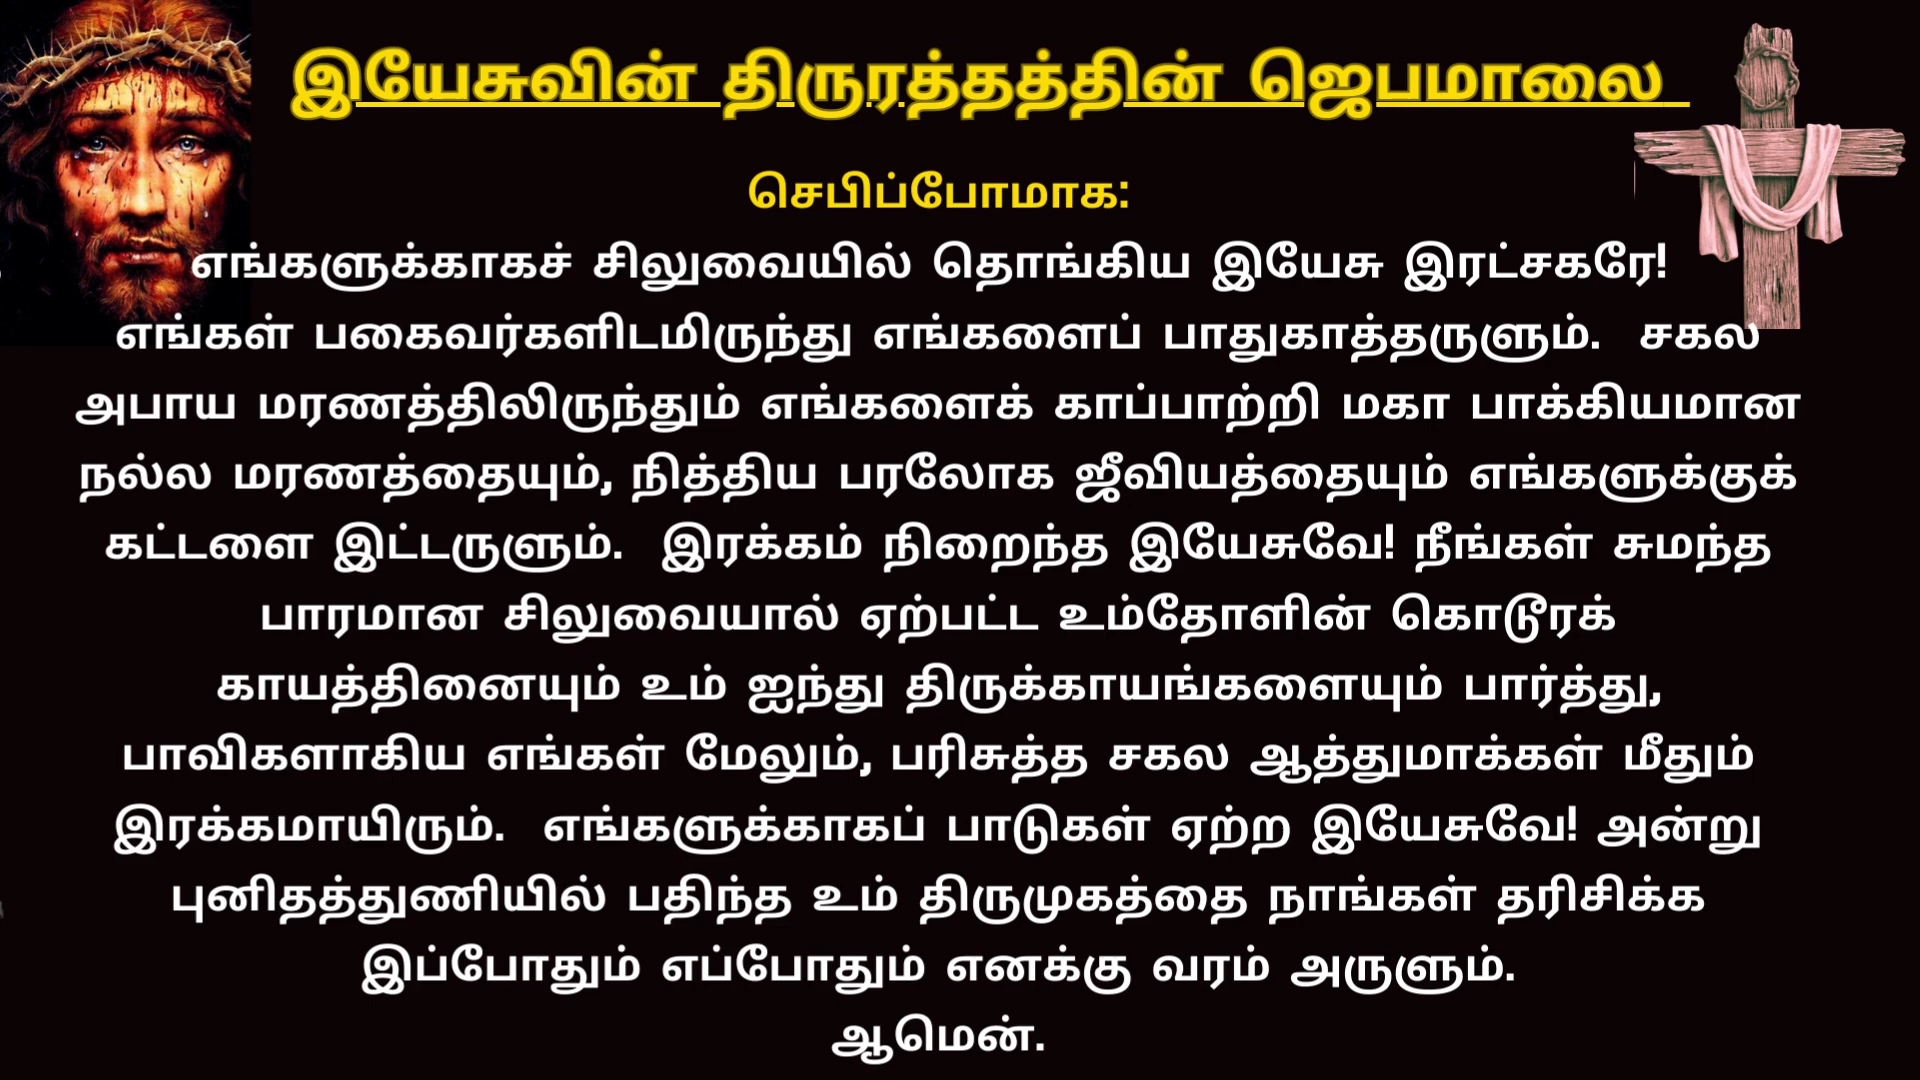 இயேசுவின் திருரத்தத்தின் ஜெபமாலை
செபிப்போமாக:
எங்களுக்காகச் சிலுவையில் தொங்கிய இயேசு இரட்சகரே!
எங்கள் பகைவர்களிடமிருந்து எங்களைப் பாதுகாத்தருளும். சகல
அபாய மரணத்திலிருந்தும் எங்களைக் காப்பாற்றி மகா பாக்கியமான
நல்ல மரணத்தையும், நித்திய பரலோக ஜீவியத்தையும் எங்களுக்குக்
கட்டளை இட்டருளும். இரக்கம் நிறைந்த இயேசுவே! நீங்கள் சுமந்த
பாரமான சிலுவையால் ஏற்பட்ட உம்தோளின் கொடூரக்
காயத்தினையும் உம் ஐந்து திருக்காயங்களையும் பார்த்து,
பாவிகளாகிய எங்கள் மேலும், பரிசுத்த சகல ஆத்துமாக்கள் மீதும்
இரக்கமாயிரும். எங்களுக்காகப் பாடுகள் ஏற்ற இயேசுவே! அன்று
புனிதத்துணியில் பதிந்த உம் திருமுகத்தை நாங்கள் தரிசிக்க
இப்போதும் எப்போதும் எனக்கு வரம் அருளும்.
ஆமென்.